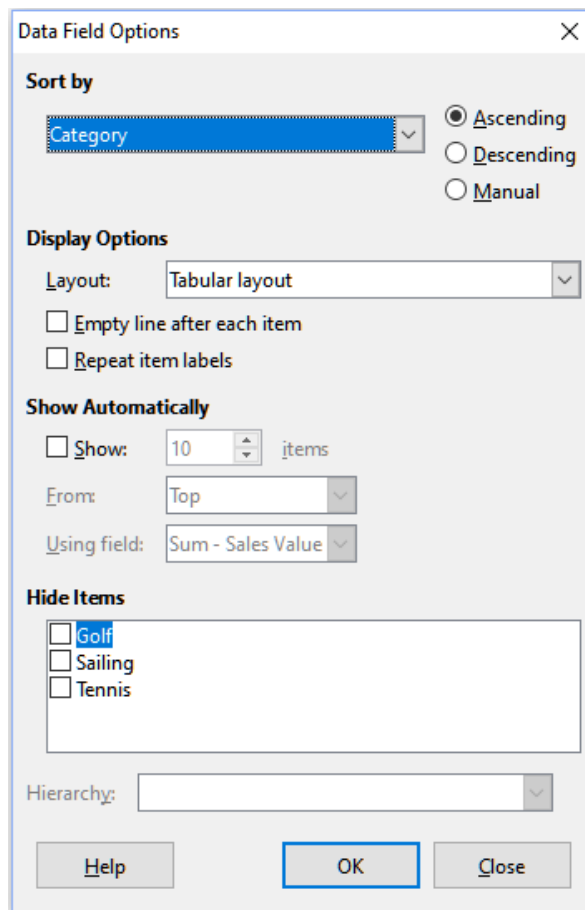 Data Field Options
Sort by
Category
Ascending
Descending
Manual
Display Options
Layout: Tabular layout
Empty line after each item
Repeat item labels
Show Automatically
Show: 10 items
From: Top
Using field: Sum - Sales Value
Hide Items
Golf
Sailing
Tennis
Hierarchy:
Help OK Close